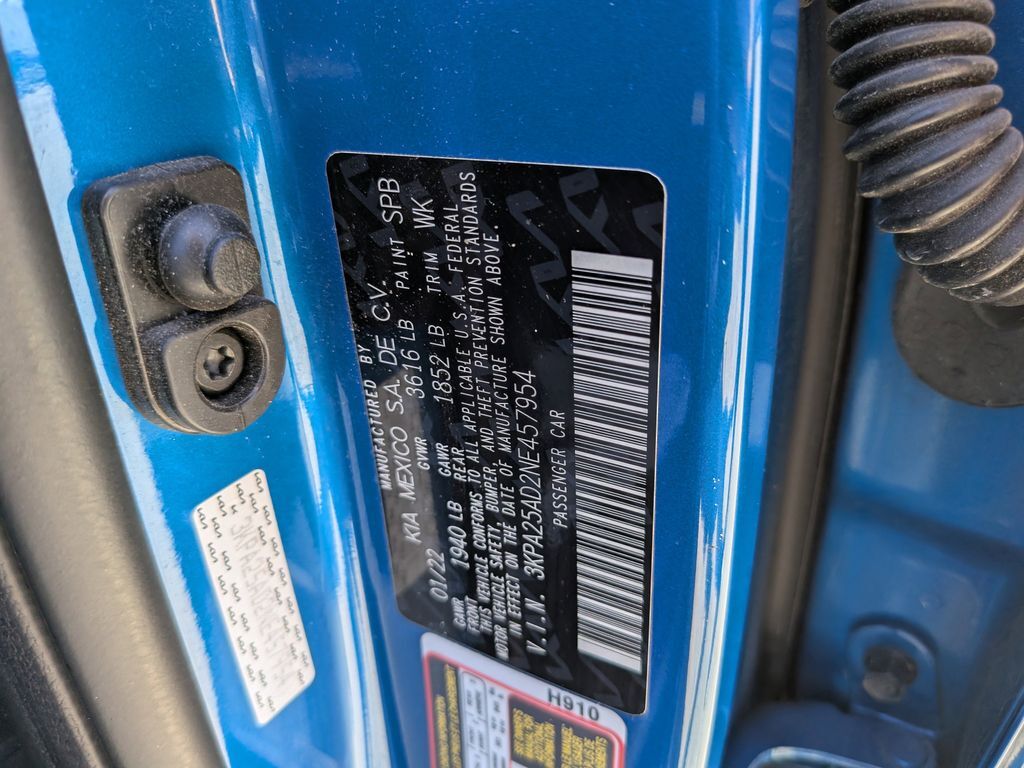 MANUFACTURED BY
01/22 KIA MEXICO S.A. DE C.V. SPB
GVWR 3616 LB PAINT
GAWR FRONT 1940 LB GAWR REAR 1852 LB TRIM WK
THIS VEHICLE CONFORMS TO ALL APPLICABLE U.S.A. FEDERAL
MOTOR VEHICLE SAFETY, BUMPER, AND THEFT PREVENTION STANDARDS
IN EFFECT ON THE DATE OF MANUFACTURE SHOWN ABOVE.
V.I.N. 3KPA25AD2NE457954
PASSENGER CAR
H910